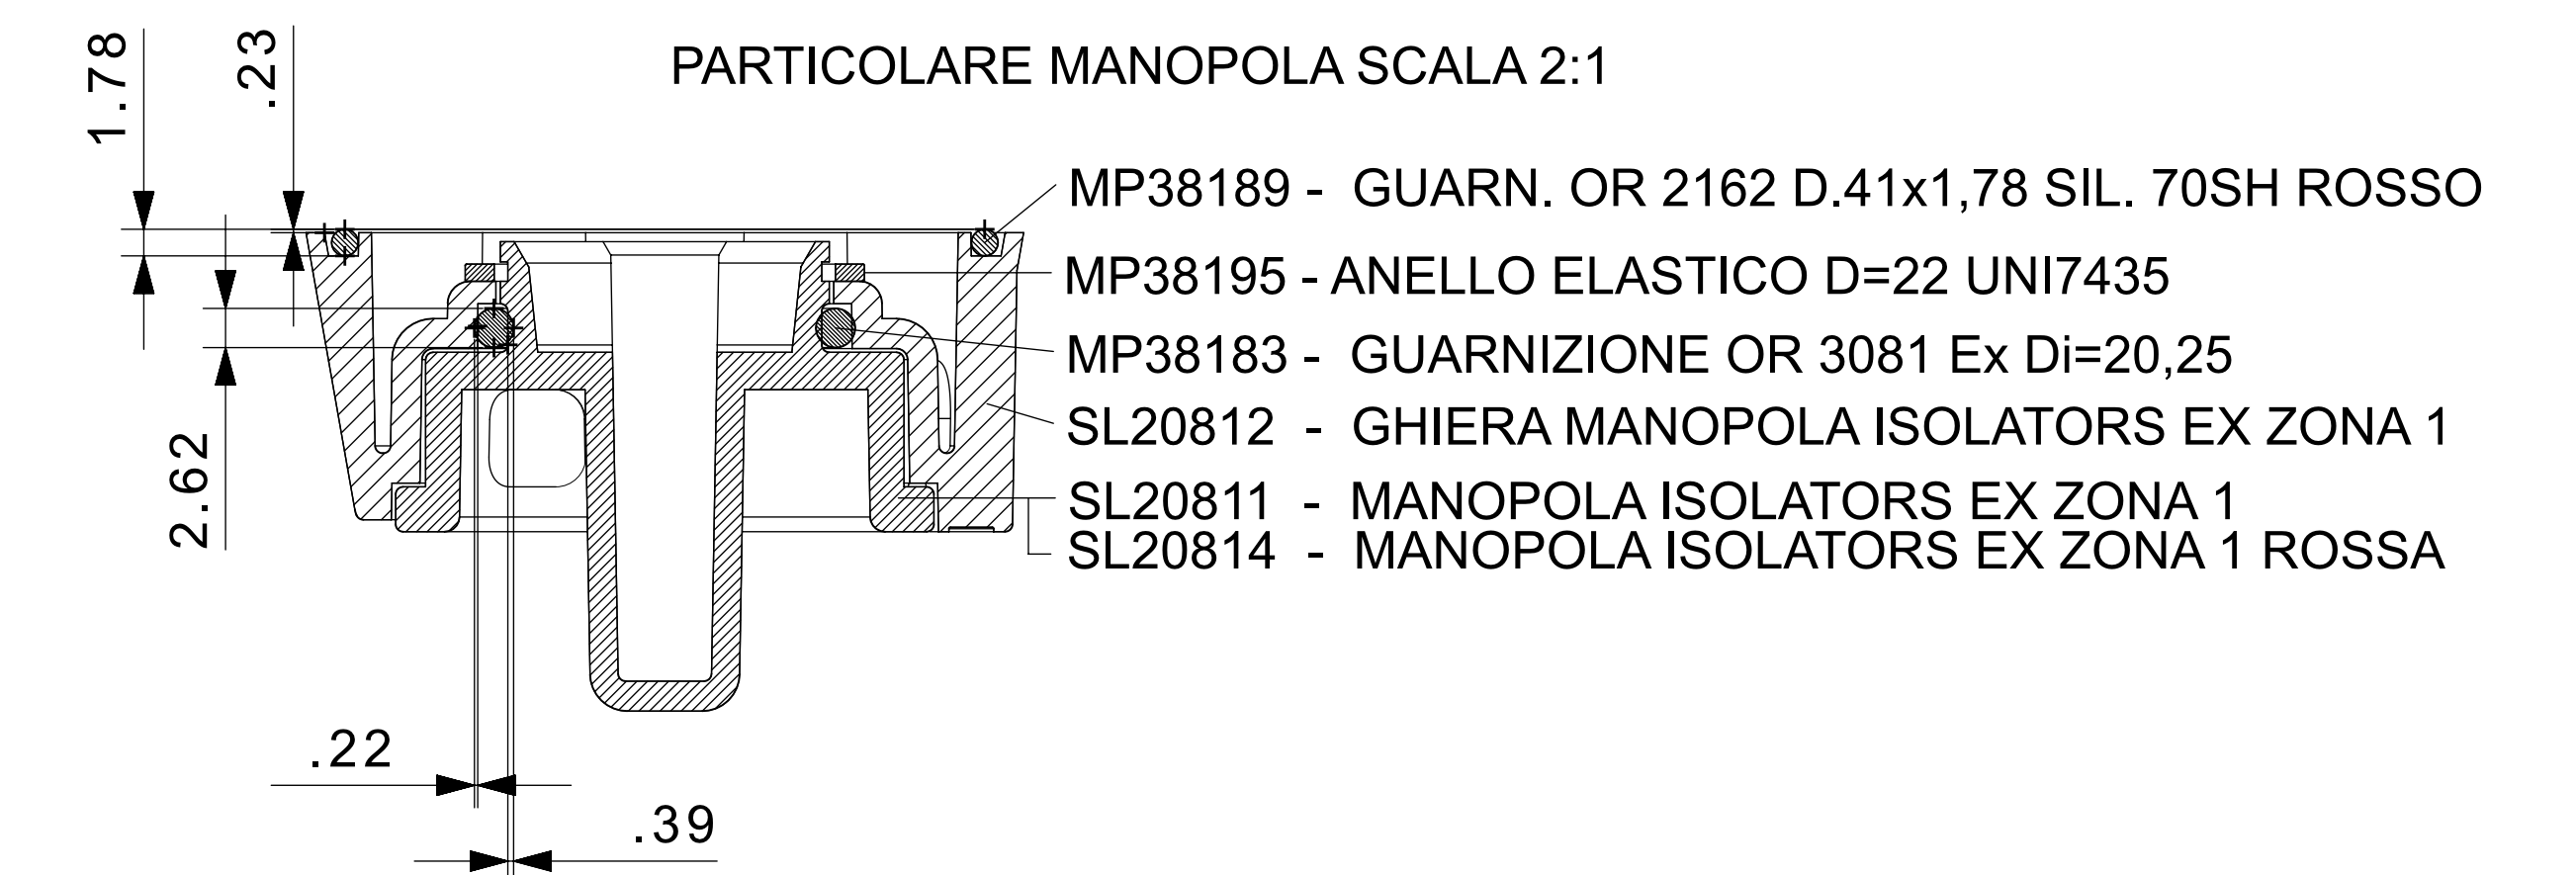 PARTICOLARE MANOPOLA SCALA 2:1
1.78
.23
MP38189 - GUARN. OR 2162 D.41x1,78 SIL. 70SH ROSSO
MP38195 - ANELLO ELASTICO D=22 UNI7435
MP38183 - GUARNIZIONE OR 3081 Ex Di=20,25
SL20812 - GHIERA MANOPOLA ISOLATORS EX ZONA 1
2.62
SL20811 - MANOPOLA ISOLATORS EX ZONA 1
SL20814 - MANOPOLA ISOLATORS EX ZONA 1 ROSSA
.22
.39